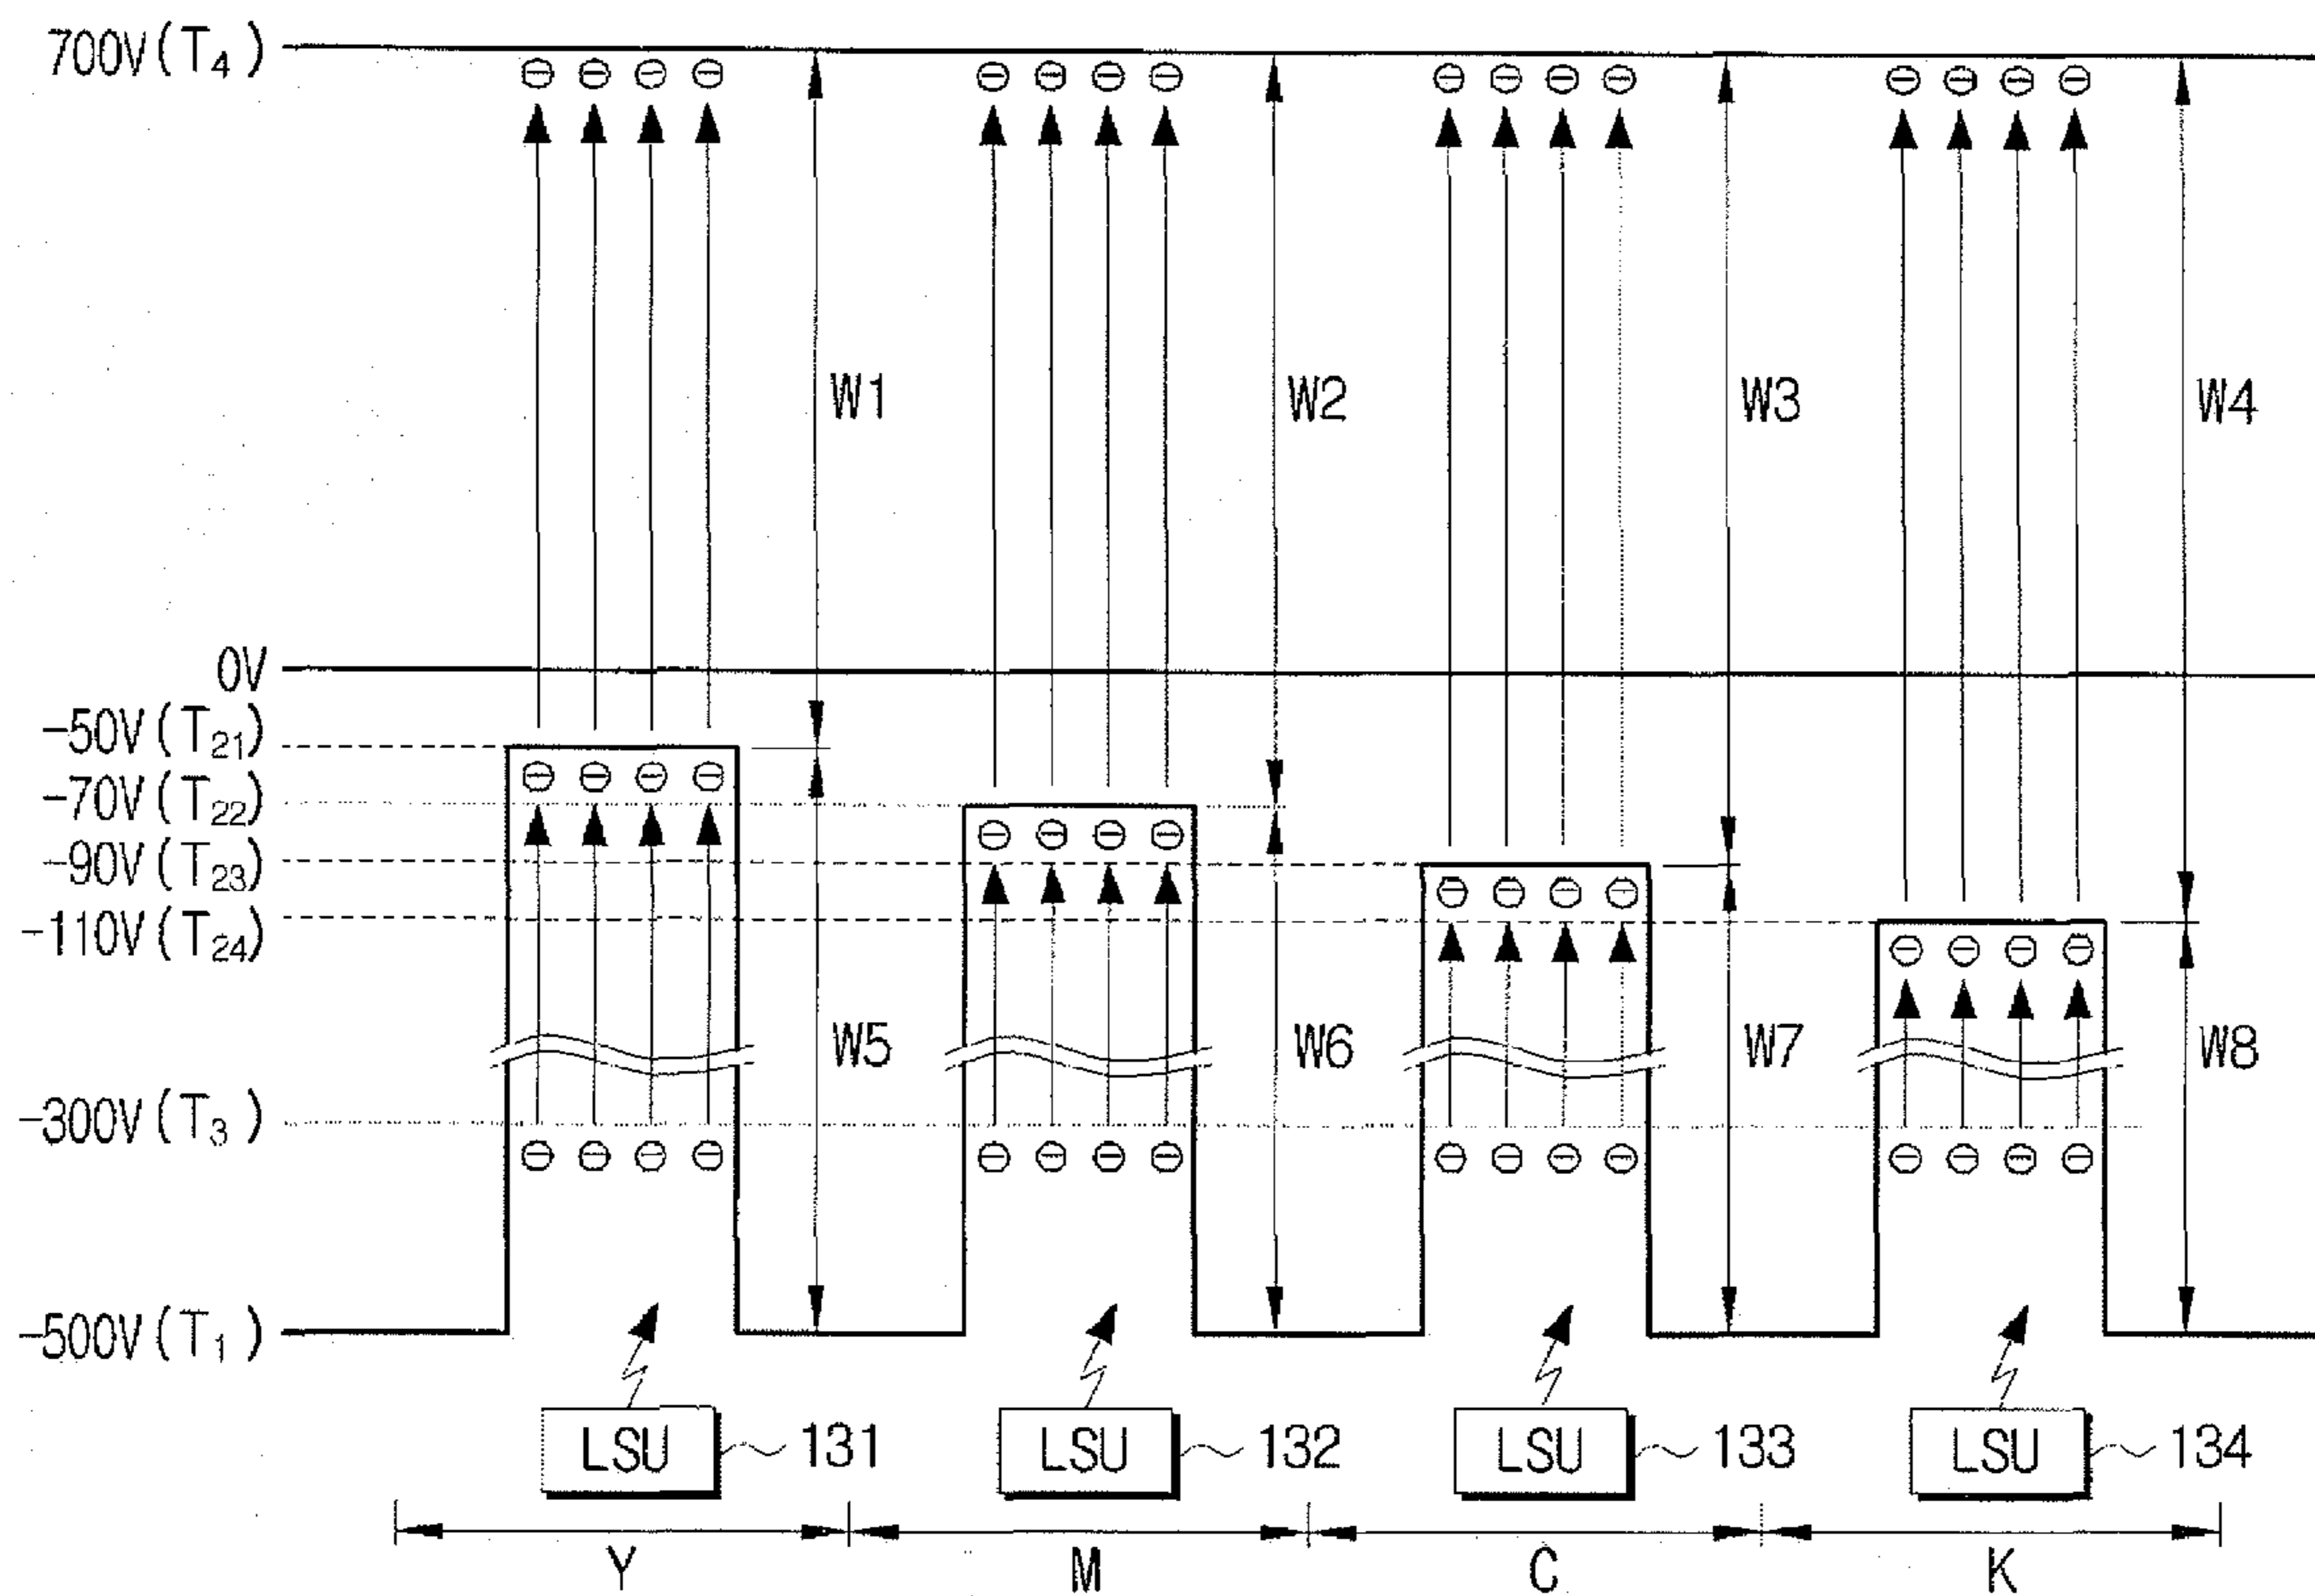 700V(T4)
W1 W2 W3 W4
0V
-50V(T21)
-70V(T22)
-90V(T23)
-110V(T24)
W5 W6 W7 W8
-300V(T3)
-500V(T1)
LSU 131 LSU 132 LSU 133 LSU 134
Y M C K